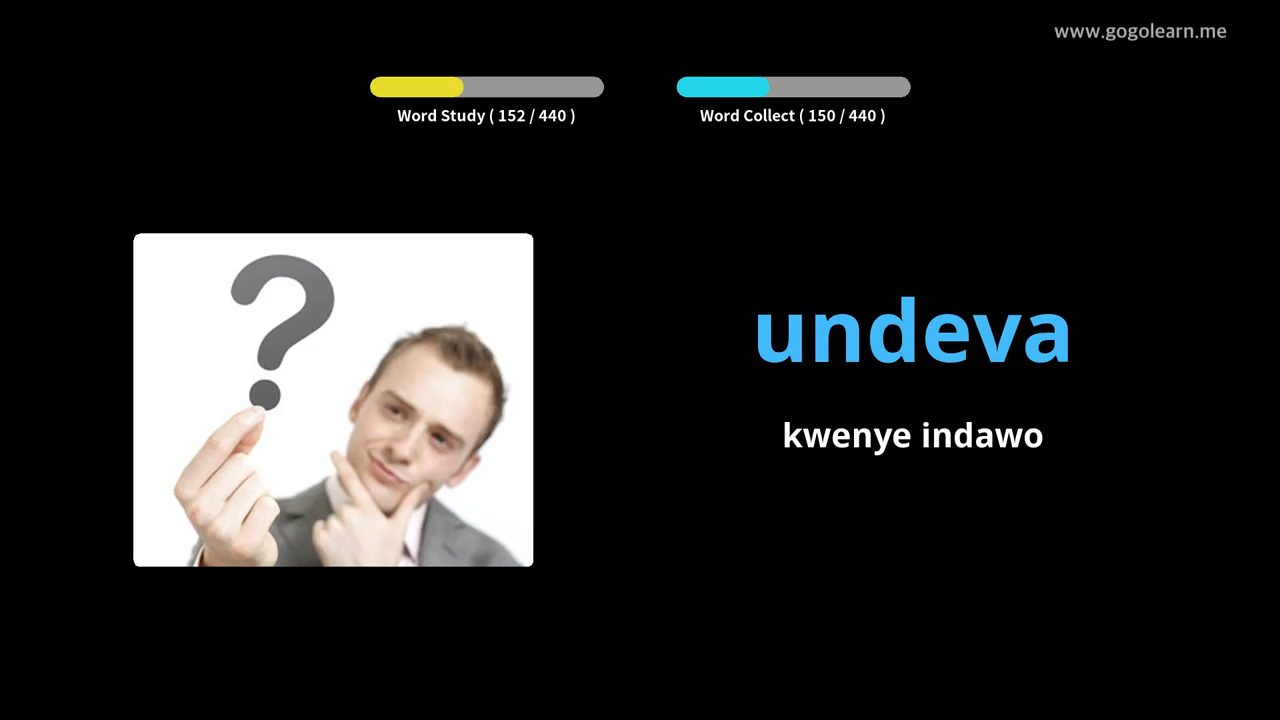 www.gogolearn.me
Word Study ( 152 / 440 )
Word Collect ( 150 / 440 )
undeva
kwenye indawo